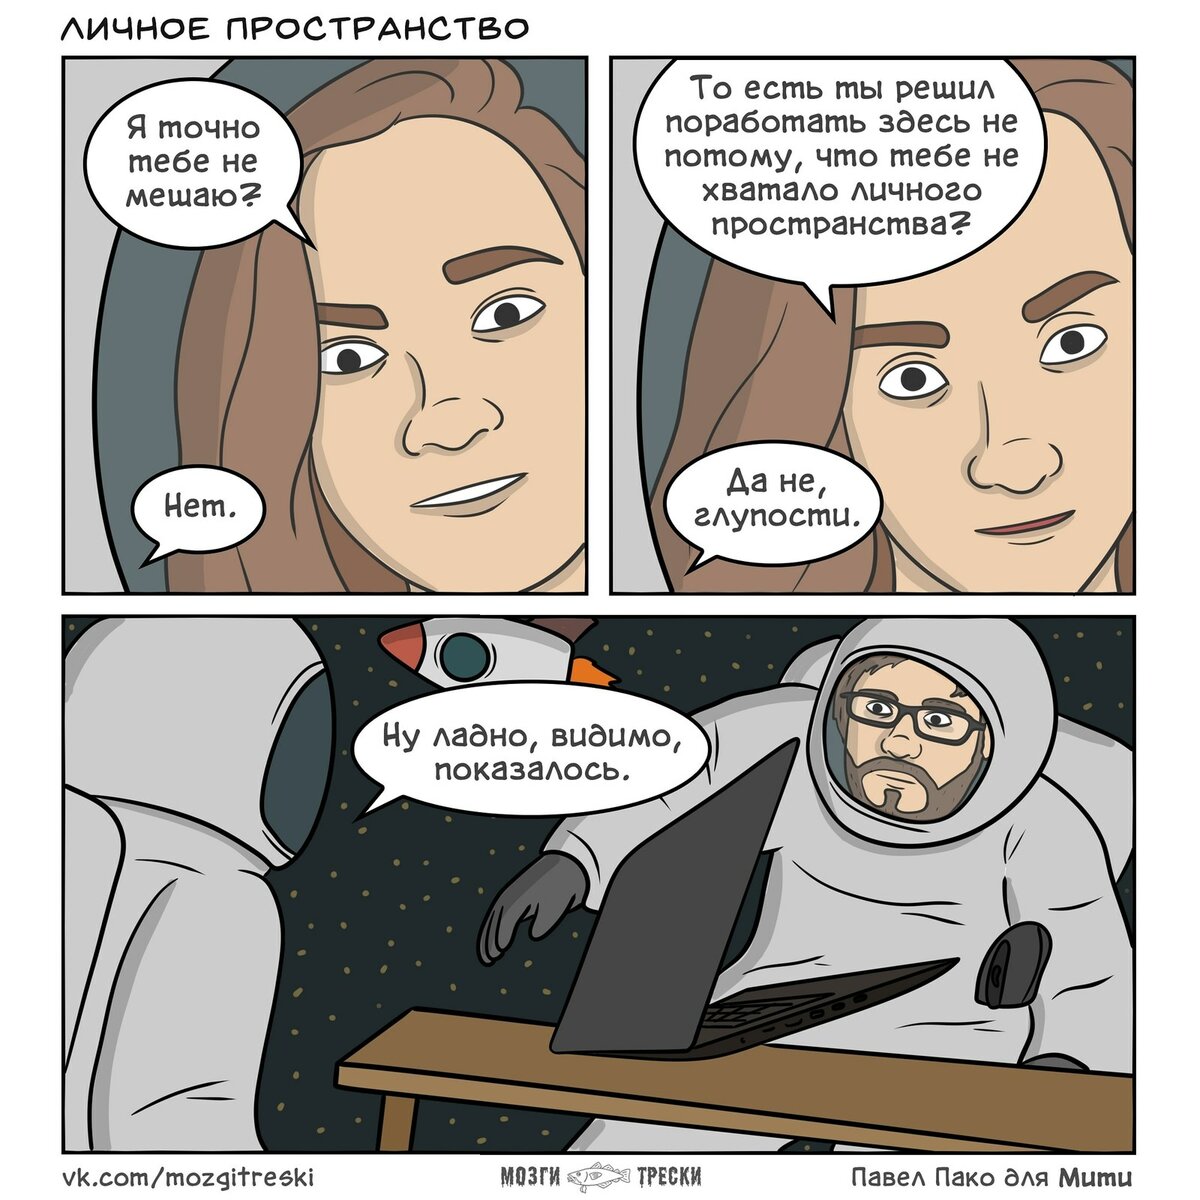 ЛИЧНОЕ ПРОСТРАНСТВО
Я точно
тебе не
мешаю?
Нет.
То есть ты решил
поработать здесь не
потому, что тебе не
хватало личного
пространства?
Да не,
глупости.
Ну ладно, видимо,
показалось.
vk.com/mozgitreski
МОЗГИ ТРЕСКИ
Павел Пако для Мити